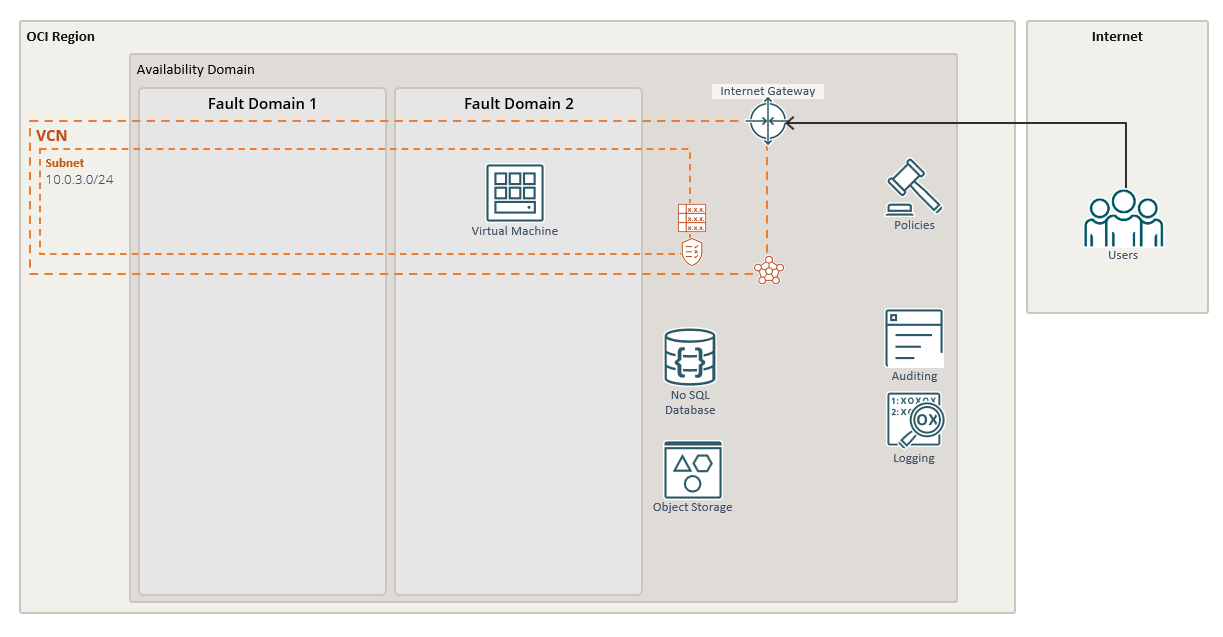 OCI Region
Internet
Availability Domain
Fault Domain 1
Fault Domain 2
Internet Gateway
VCN
Subnet
10.0.3.0/24
Virtual Machine
X.X.X.
X.X.X.
X.X.X.
Policies
Users
No SQL
Database
Auditing
1: X O X O X
2: X
OX
Logging
Object Storage